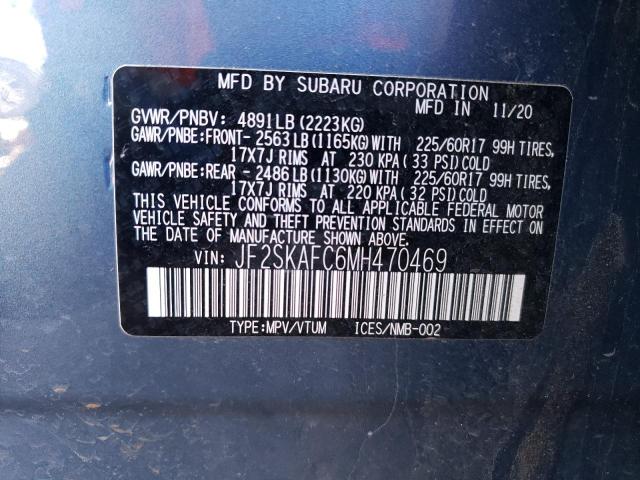 MFD BY SUBARU CORPORATION
MFD IN 11/20
GVWR/PNBV: 4891LB(2223KG)
GAWR/PNBE:FRONT- 2563LB(1165KG)WITH 225/60R17 99H TIRES,
17X7J RIMS AT 230 KPA(33 PSI)COLD
GAWR/PNBE:REAR - 2486LB(1130KG)WITH 225/60R17 99H TIRES,
17X7J RIMS AT 220 KPA(32 PSI)COLD
THIS VEHICLE CONFORMS TO ALL APPLICABLE FEDERAL MOTOR
VEHICLE SAFETY AND THEFT PREVENTION STANDARDS IN EFFECT ON
THE DATE OF MANUFACTURE SHOWN ABOVE.
VIN: JF2SKAFC6MH470469
TYPE:MPV/VTUM ICES/NMB-002